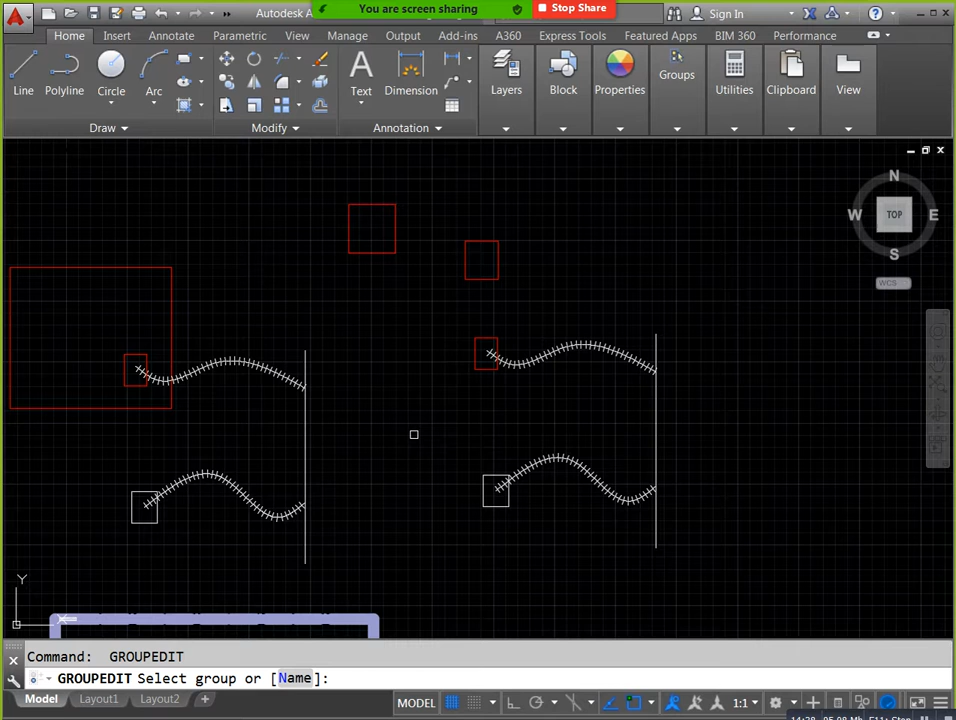 You are screen sharing
Stop Share
Autodesk A
Sign In
Home Insert Annotate Parametric View Manage Output Add-ins A360 Express Tools Featured Apps BIM 360 Performance
Line Polyline Circle Arc Text Dimension Layers Block Properties Groups Utilities Clipboard View
Draw Modify Annotation
N
W TOP E
S
WCS
Y
Command: GROUPEDIT
GROUPEDIT Select group or [Name]:
Model Layout1 Layout2 + MODEL 1:1